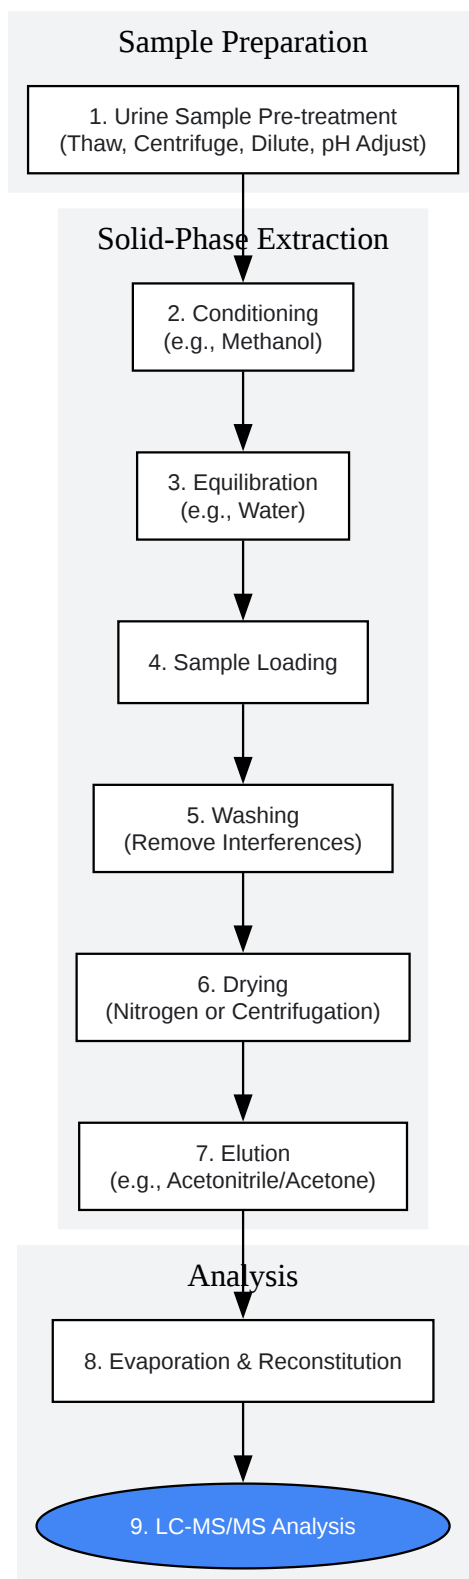 Sample Preparation
1. Urine Sample Pre-treatment
(Thaw, Centrifuge, Dilute, pH Adjust)
Solid-Phase Extraction
2. Conditioning
(e.g., Methanol)
3. Equilibration
(e.g., Water)
4. Sample Loading
5. Washing
(Remove Interferences)
6. Drying
(Nitrogen or Centrifugation)
7. Elution
(e.g., Acetonitrile/Acetone)
Analysis
8. Evaporation & Reconstitution
9. LC-MS/MS Analysis